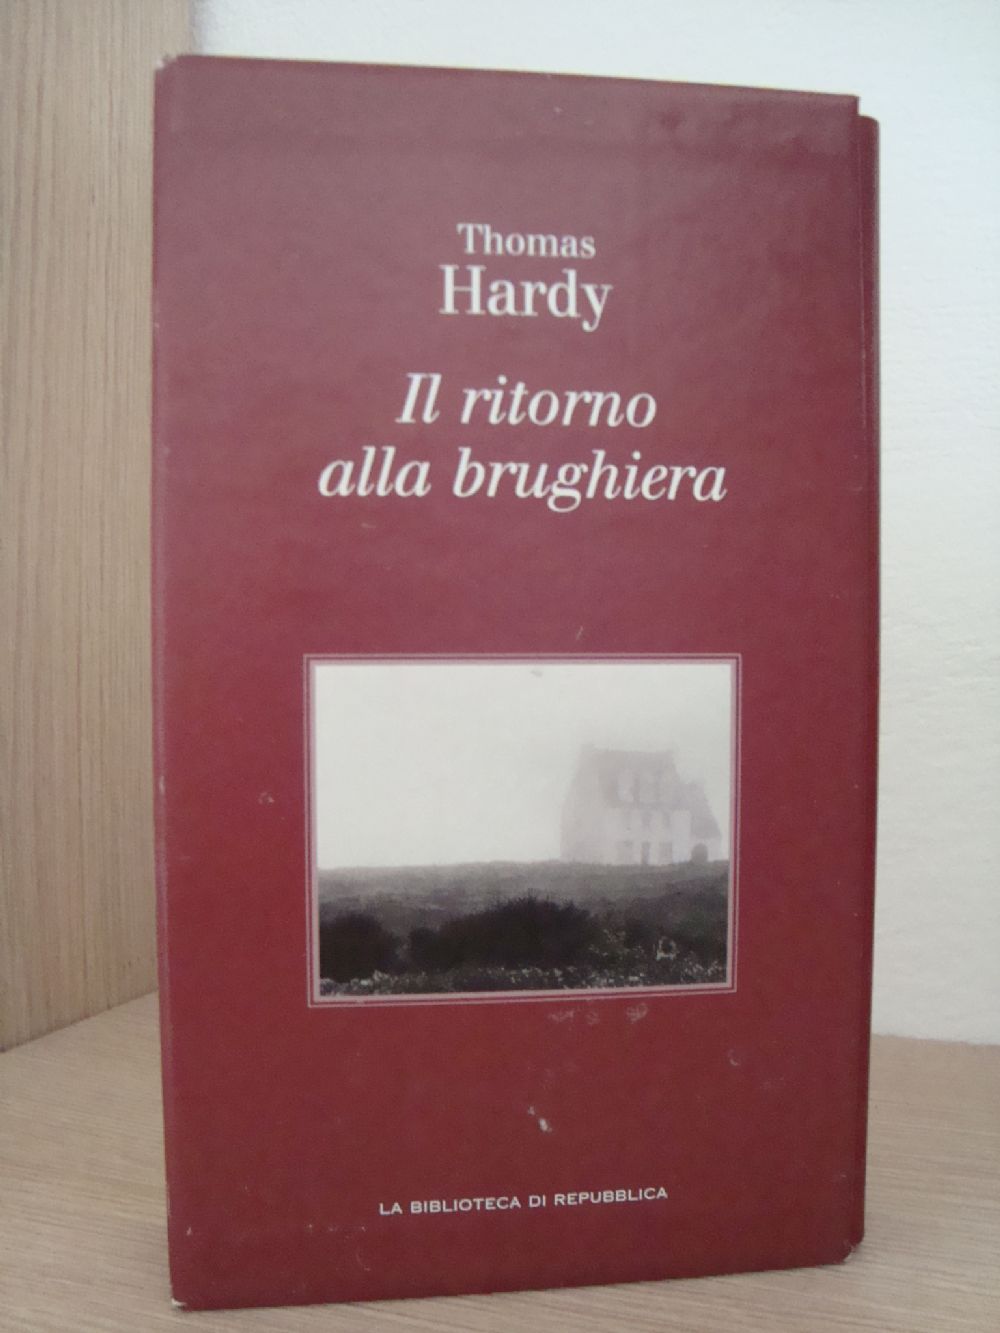 Thomas
Hardy
Il ritorno
alla brughiera
LA BIBLIOTECA DI REPUBBLICA